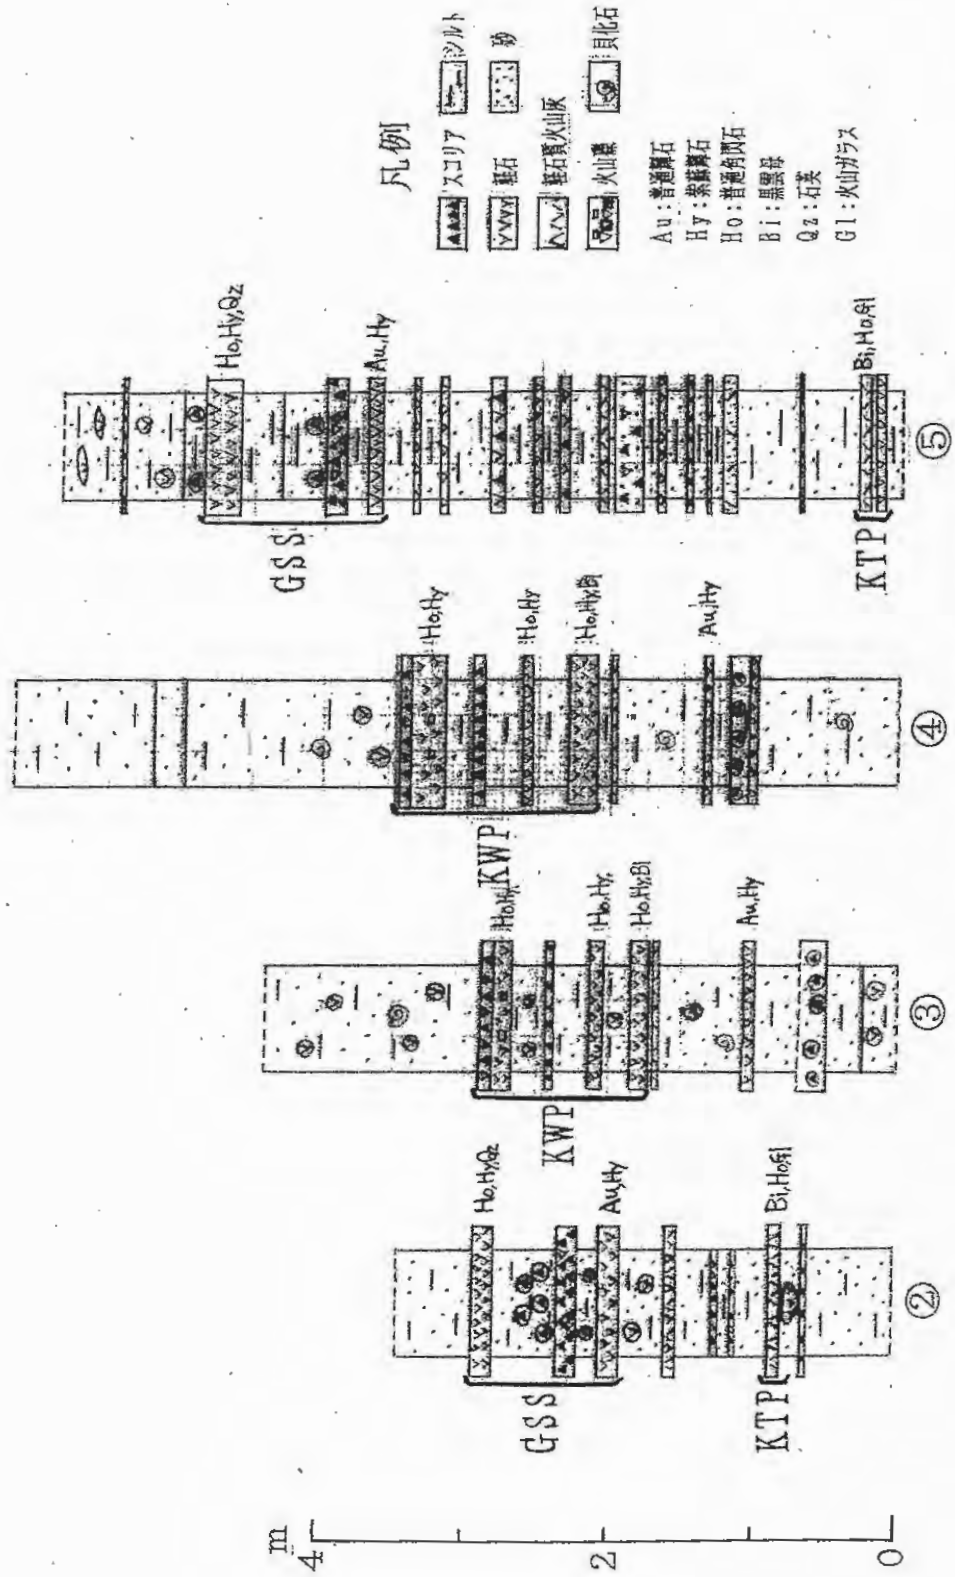 凡例
スコリア
シルト
軽石
砂
軽石質火山灰
火山礫
貝化石
Au:普通輝石
Hy:紫蘇輝石
Ho:普通角閃石
Bi:黒雲母
Qz:石英
Gl:火山ガラス
Ho,Hy,Qz
Au,Hy
Bi,Ho,Gl
GSS
KTP
⑤
Ho,Hy
Ho,Hy
Ho,Hy,Bi
Au,Hy
KWP
④
Ho,Hy
Ho,Hy,
Ho,Hy,Bi
Au,Hy
KWP
③
Ho,Hy,Qz
Au,Hy
Bi,Ho,Gl
GSS
KTP
②
m
4
2
0